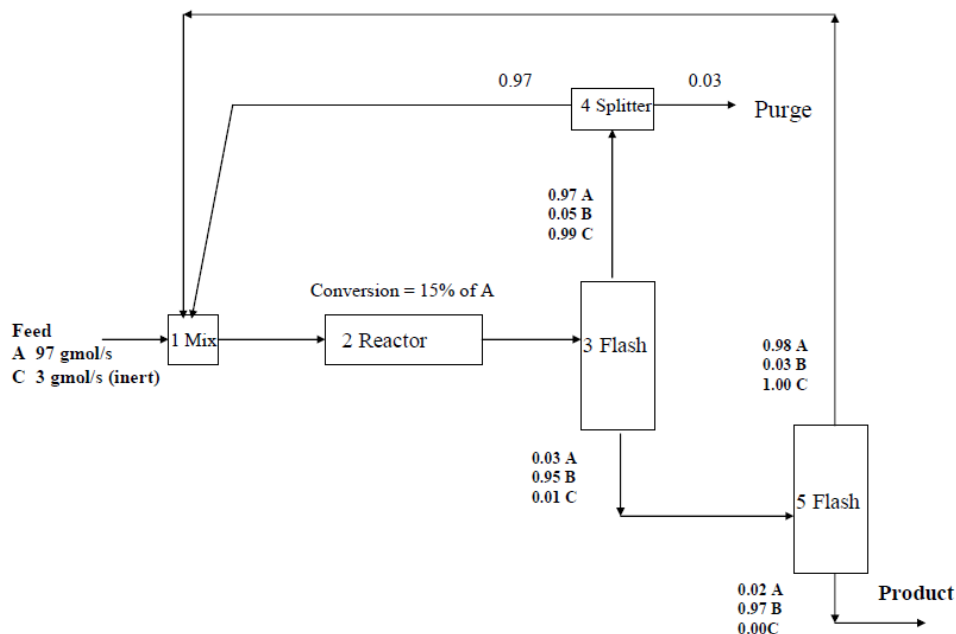 0.97
0.03
4 Splitter
Purge
0.97 A
0.05 B
0.99 C
Conversion = 15% of A
Feed
A 97 gmol/s
C 3 gmol/s (inert)
1 Mix
2 Reactor
3 Flash
0.98 A
0.03 B
1.00 C
0.03 A
0.95 B
0.01 C
5 Flash
0.02 A
0.97 B
0.00C
Product